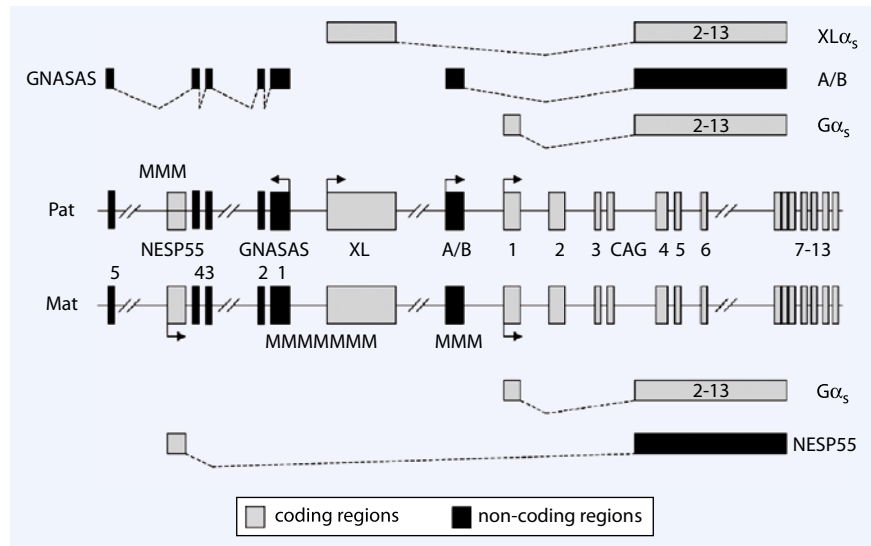 2-13 XLαs
GNASAS A/B
2-13 Gαs
MMM
Pat
NESP55 GNASAS XL A/B 1 2 3 CAG 4 5 6 7-13
5 43 2 1
Mat
MMMMMMM MMM
2-13 Gαs
NESP55
coding regions non-coding regions